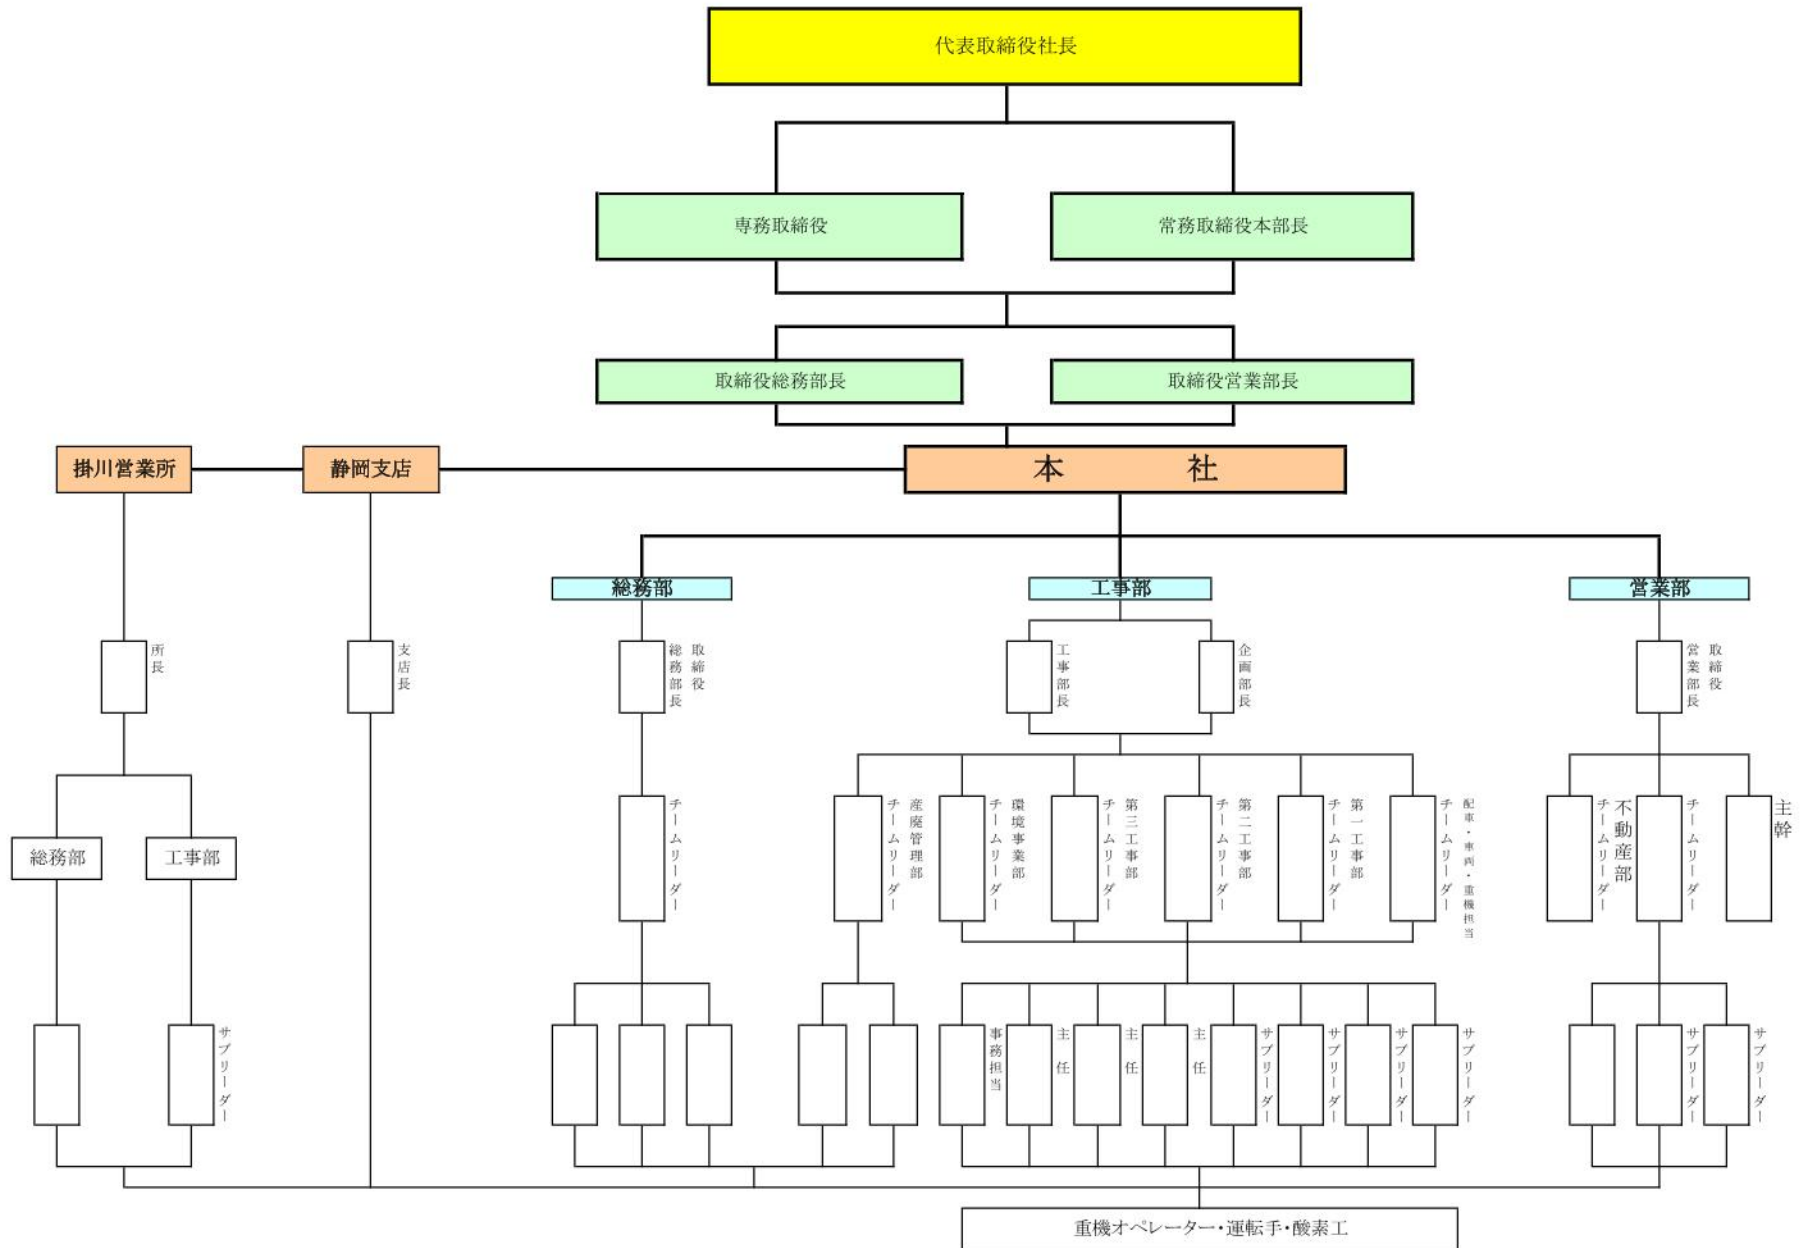 代表取締役社長
専務取締役
常務取締役本部長
取締役総務部長
取締役営業部長
掛川営業所
静岡支店
本 社
総務部
工事部
営業部
所長
支店長
取締役
総務部長
工事部長
企画部長
取締役
営業部長
総務部
工事部
チームリーダー
産廃管理部
チームリーダー
環境事業部
チームリーダー
第三工事部
チームリーダー
第二工事部
チームリーダー
第一工事部
チームリーダー
配車・車両・重機担当
チームリーダー
不動産部
チームリーダー
チームリーダー
主幹
サブリーダー
事務担当
主任
主任
主任
サブリーダー
サブリーダー
サブリーダー
サブリーダー
サブリーダー
サブリーダー
重機オペレーター・運転手・酸素工